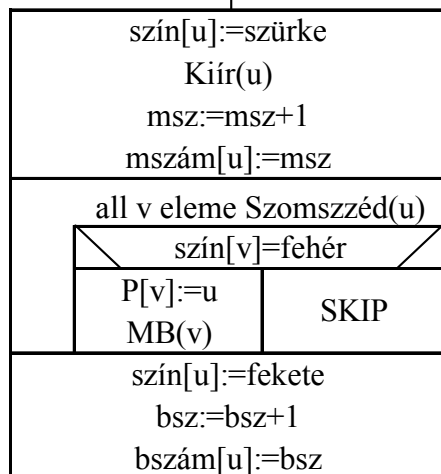 szín[u]:=szürke
Kiír(u)
msz:=msz+1
mszám[u]:=msz
all v eleme Szomszzéd(u)
szín[v]=fehér
P[v]:=u
MB(v)
SKIP
szín[u]:=fekete
bsz:=bsz+1
bszám[u]:=bsz